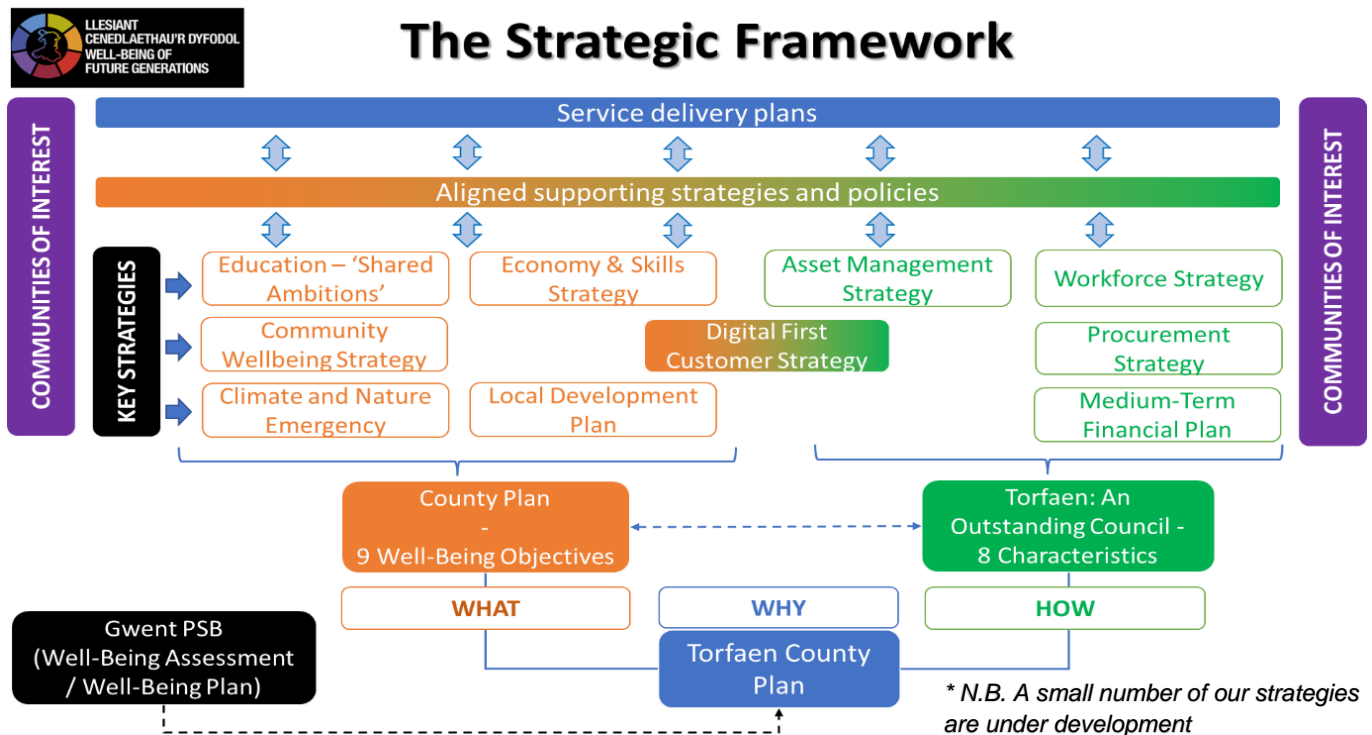 LLESIANT
CENEDLAETHAU'R DYFODOL
WELL-BEING OF
FUTURE GENERATIONS
The Strategic Framework
COMMUNITIES OF INTEREST
Service delivery plans
COMMUNITIES OF INTEREST
Aligned supporting strategies and policies
KEY STRATEGIES
Education – ‘Shared
Ambitions’
Economy & Skills
Strategy
Asset Management
Strategy
Workforce Strategy
Community
Wellbeing Strategy
Digital First
Customer Strategy
Procurement
Strategy
Climate and Nature
Emergency
Local Development
Plan
Medium-Term
Financial Plan
County Plan
-
9 Well-Being Objectives
Torfaen: An
Outstanding Council -
8 Characteristics
WHAT
WHY
HOW
Gwent PSB
(Well-Being Assessment
/ Well-Being Plan)
Torfaen County
Plan
* N.B. A small number of our strategies
are under development